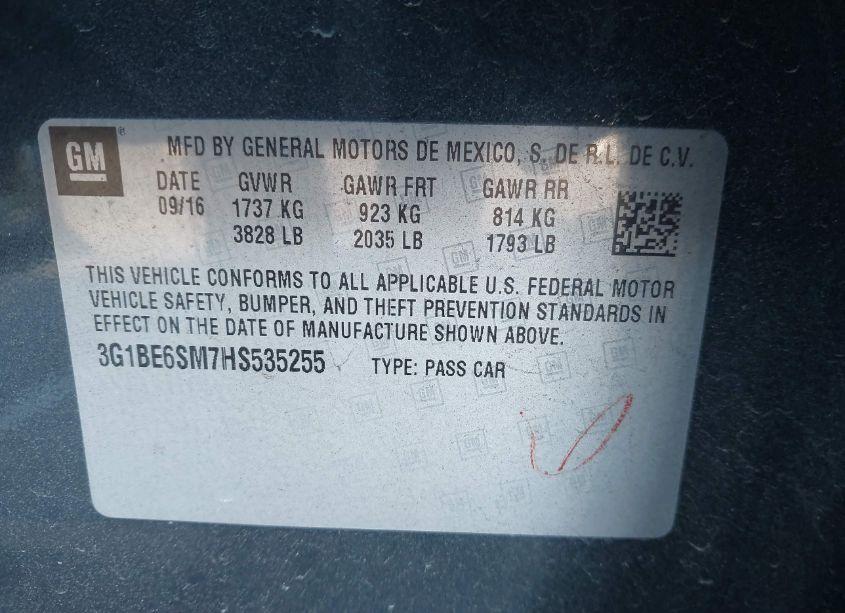 GM ® MFD BY GENERAL MOTORS DE MEXICO, S. DE R.L. DE C.V.
DATE GVWR GAWR FRT GAWR RR
09/16 1737 KG 923 KG 814 KG
3828 LB 2035 LB 1793 LB
THIS VEHICLE CONFORMS TO ALL APPLICABLE U.S. FEDERAL MOTOR
VEHICLE SAFETY, BUMPER, AND THEFT PREVENTION STANDARDS IN
EFFECT ON THE DATE OF MANUFACTURE SHOWN ABOVE.
3G1BE6SM7HS535255 TYPE: PASS CAR